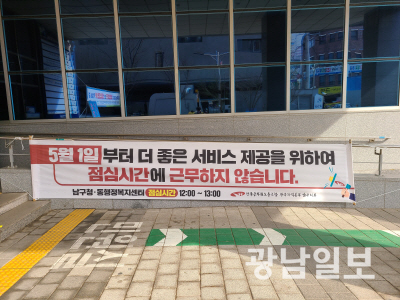 5월 1일부터 더 좋은 서비스 제공을 위하여
점심시간에 근무하지 않습니다.
남구청·동행정복지센터 점심시간 12:00 ~ 13:00
광남일보